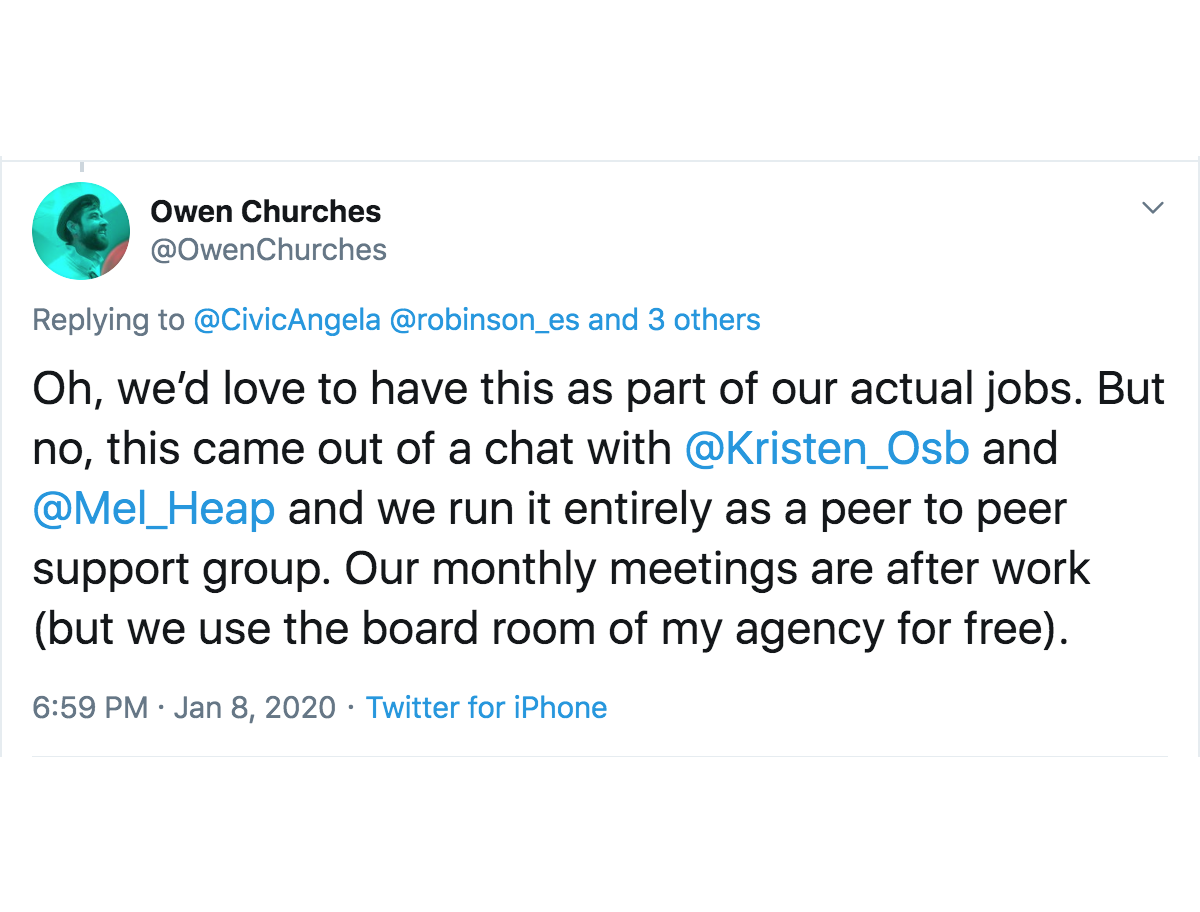 Owen Churches
@OwenChurches
Replying to @CivicAngela @robinson_es and 3 others
Oh, we’d love to have this as part of our actual jobs. But
no, this came out of a chat with @Kristen_Osb and
@Mel_Heap and we run it entirely as a peer to peer
support group. Our monthly meetings are after work
(but we use the board room of my agency for free).
6:59 PM · Jan 8, 2020 · Twitter for iPhone